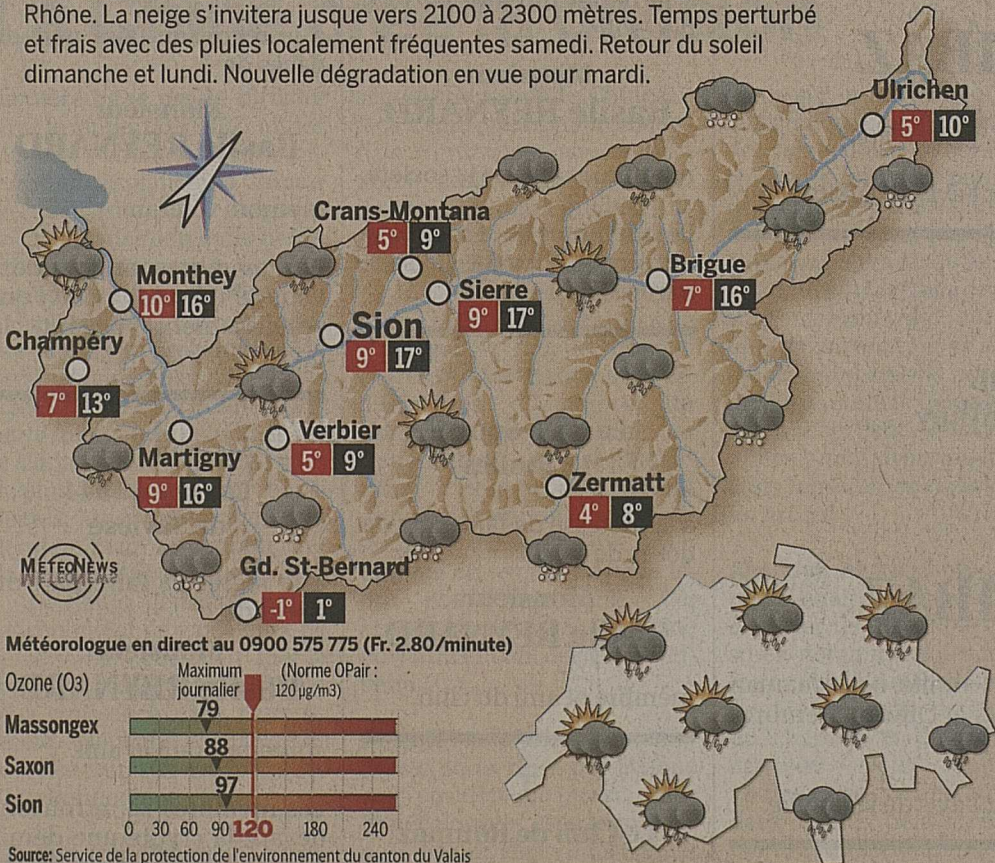 Rhône. La neige s'invitera jusque vers 2100 à 2300 mètres. Temps perturbé
et frais avec des pluies localement fréquentes samedi. Retour du soleil
dimanche et lundi. Nouvelle dégradation en vue pour mardi.
Ulrichen
5° 10°
Crans-Montana
5° 9°
Monthey
10° 16°
Sierre
9° 17°
Brigue
7° 16°
Sion
9° 17°
Champéry
7° 13°
Martigny
9° 16°
Verbier
5° 9°
Zermatt
4° 8°
METEONEWS
Gd. St-Bernard
-1° 1°
Météorologue en direct au 0900 575 775 (Fr. 2.80/minute)
Ozone (O3)
Maximum
journalier
(Norme OPair :
120 µg/m3)
Massongex
79
Saxon
88
Sion
97
0 30 60 90 120 180 240
Source: Service de la protection de l'environnement du canton du Valais